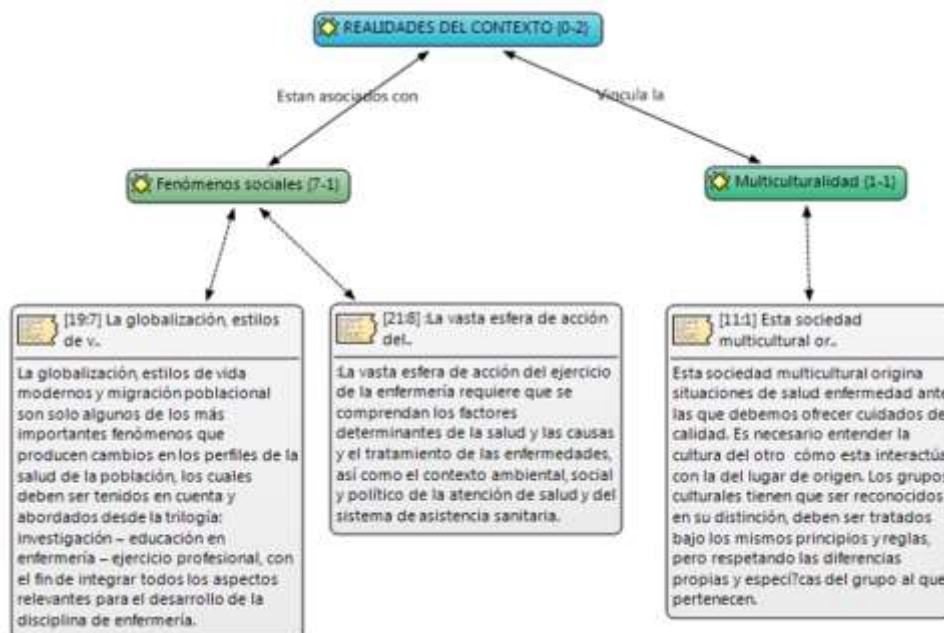 REALIDADES DEL CONTEXTO {0-2}
Estan asociados con
Vincula la
Fenómenos sociales {7-1}
Multiculturalidad {1-1}
[19:7] La globalización, estilos
de v..
La globalización, estilos de vida
modernos y migración poblacional
son solo algunos de los más
importantes fenómenos que
producen cambios en los perfiles de la
salud de la población, los cuales
deben ser tenidos en cuenta y
abordados desde la trilogía:
investigación – educación en
enfermería – ejercicio profesional, con
el fin de integrar todos los aspectos
relevantes para el desarrollo de la
disciplina de enfermería.
[21:8] :La vasta esfera de acción
del..
:La vasta esfera de acción del ejercicio
de la enfermería requiere que se
comprendan los factores
determinantes de la salud y las causas
y el tratamiento de las enfermedades,
así como el contexto ambiental, social
y político de la atención de salud y del
sistema de asistencia sanitaria.
[11:1] Esta sociedad
multicultural or..
Esta sociedad multicultural origina
situaciones de salud enfermedad ante
las que debemos ofrecer cuidados de
calidad. Es necesario entender la
cultura del otro cómo esta interactúa
con la del lugar de origen. Los grupos
culturales tienen que ser reconocidos
en su distinción, deben ser tratados
bajo los mismos principios y reglas,
pero respetando las diferencias
propias y especí?cas del grupo al que
pertenecen.